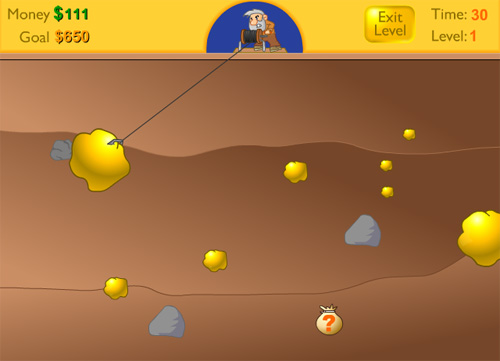 Money $111
Goal $650
Exit
Level
Time: 30
Level: 1
?